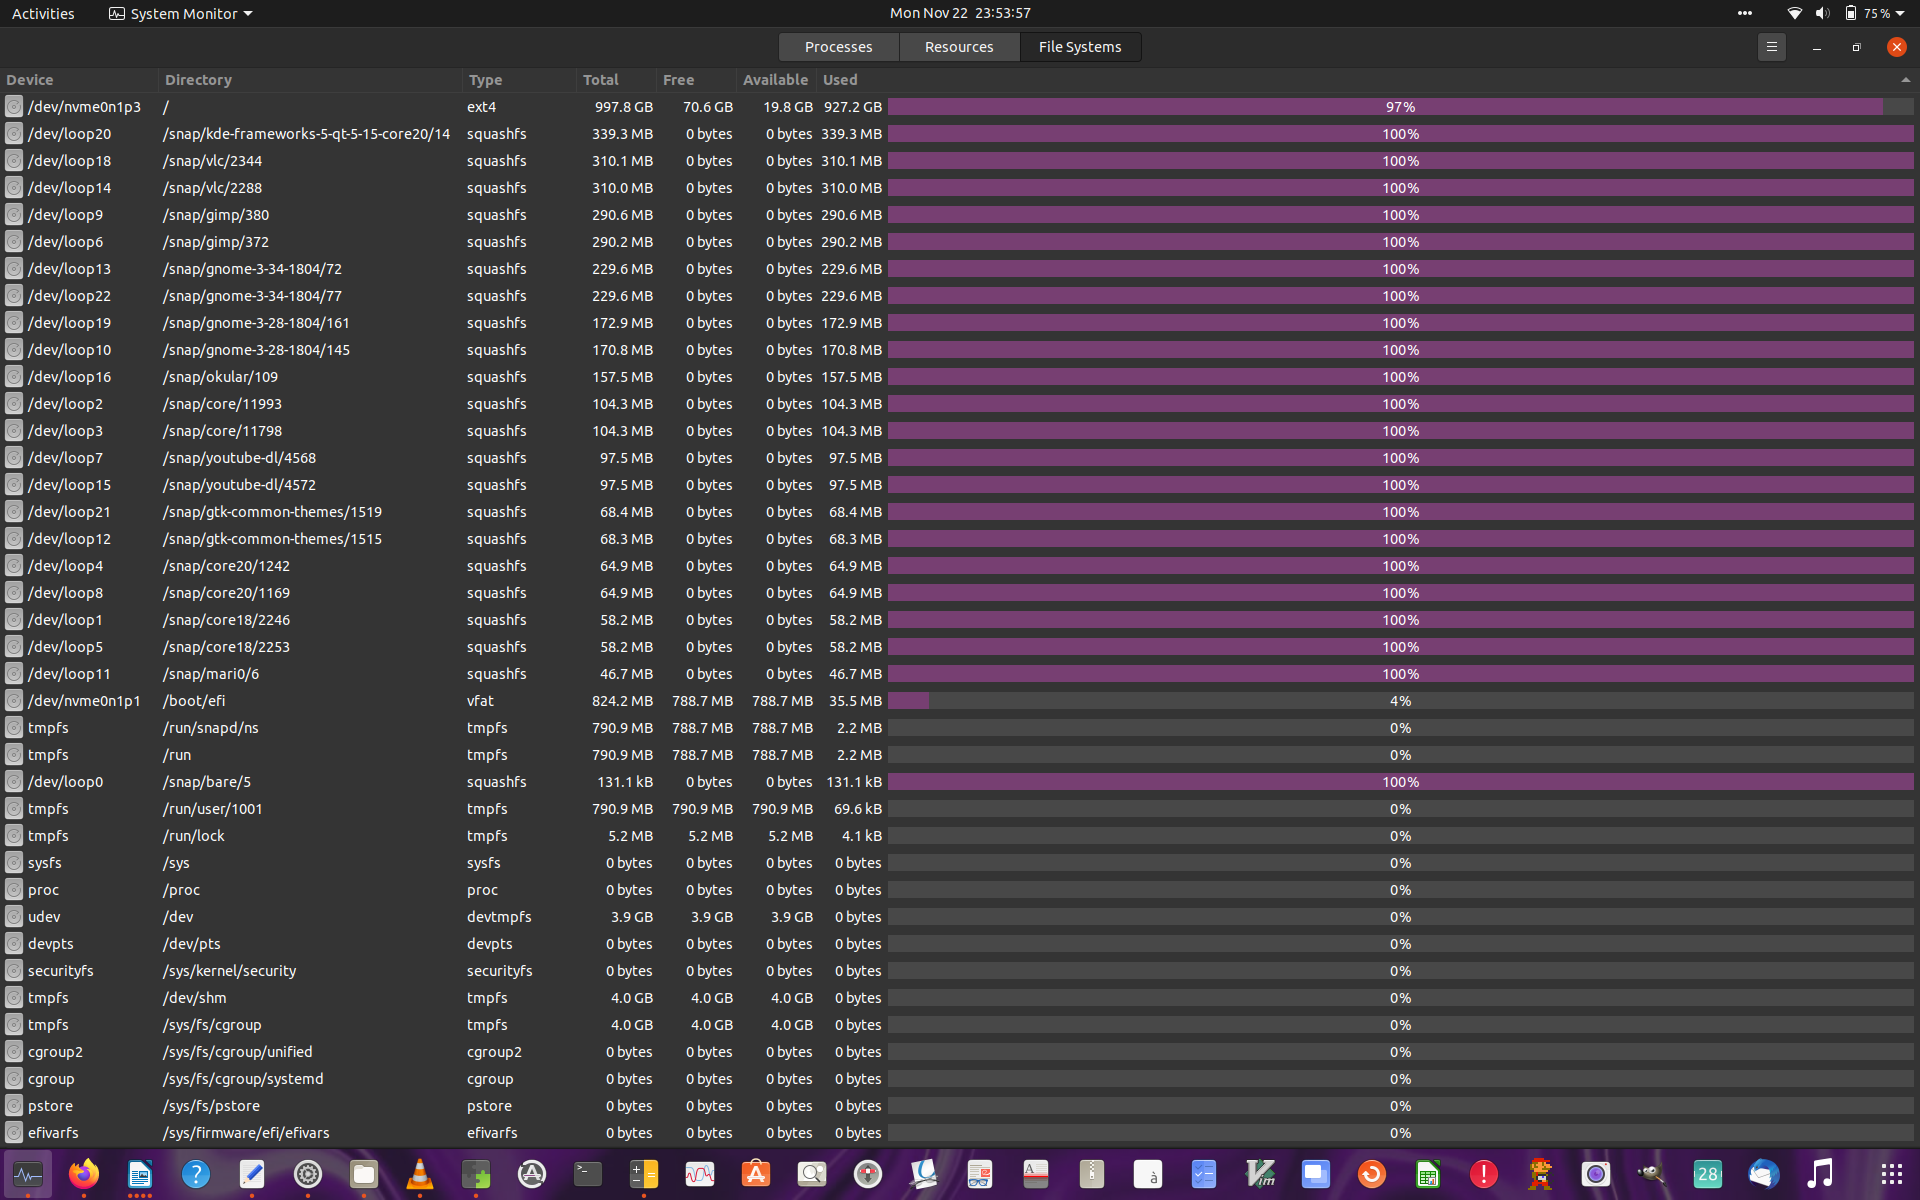 Activities System Monitor Mon Nov 22 23:53:57 75 %
Processes Resources File Systems
Device Directory Type Total Free Available Used
/dev/nvme0n1p3 / ext4 997.8 GB 70.6 GB 19.8 GB 927.2 GB 97%
/dev/loop20 /snap/kde-frameworks-5-qt-5-15-core20/14 squashfs 339.3 MB 0 bytes 0 bytes 339.3 MB 100%
/dev/loop18 /snap/vlc/2344 squashfs 310.1 MB 0 bytes 0 bytes 310.1 MB 100%
/dev/loop14 /snap/vlc/2288 squashfs 310.0 MB 0 bytes 0 bytes 310.0 MB 100%
/dev/loop9 /snap/gimp/380 squashfs 290.6 MB 0 bytes 0 bytes 290.6 MB 100%
/dev/loop6 /snap/gimp/372 squashfs 290.2 MB 0 bytes 0 bytes 290.2 MB 100%
/dev/loop13 /snap/gnome-3-34-1804/72 squashfs 229.6 MB 0 bytes 0 bytes 229.6 MB 100%
/dev/loop22 /snap/gnome-3-34-1804/77 squashfs 229.6 MB 0 bytes 0 bytes 229.6 MB 100%
/dev/loop19 /snap/gnome-3-28-1804/161 squashfs 172.9 MB 0 bytes 0 bytes 172.9 MB 100%
/dev/loop10 /snap/gnome-3-28-1804/145 squashfs 170.8 MB 0 bytes 0 bytes 170.8 MB 100%
/dev/loop16 /snap/okular/109 squashfs 157.5 MB 0 bytes 0 bytes 157.5 MB 100%
/dev/loop2 /snap/core/11993 squashfs 104.3 MB 0 bytes 0 bytes 104.3 MB 100%
/dev/loop3 /snap/core/11798 squashfs 104.3 MB 0 bytes 0 bytes 104.3 MB 100%
/dev/loop7 /snap/youtube-dl/4568 squashfs 97.5 MB 0 bytes 0 bytes 97.5 MB 100%
/dev/loop15 /snap/youtube-dl/4572 squashfs 97.5 MB 0 bytes 0 bytes 97.5 MB 100%
/dev/loop21 /snap/gtk-common-themes/1519 squashfs 68.4 MB 0 bytes 0 bytes 68.4 MB 100%
/dev/loop12 /snap/gtk-common-themes/1515 squashfs 68.3 MB 0 bytes 0 bytes 68.3 MB 100%
/dev/loop4 /snap/core20/1242 squashfs 64.9 MB 0 bytes 0 bytes 64.9 MB 100%
/dev/loop8 /snap/core20/1169 squashfs 64.9 MB 0 bytes 0 bytes 64.9 MB 100%
/dev/loop1 /snap/core18/2246 squashfs 58.2 MB 0 bytes 0 bytes 58.2 MB 100%
/dev/loop5 /snap/core18/2253 squashfs 58.2 MB 0 bytes 0 bytes 58.2 MB 100%
/dev/loop11 /snap/mari0/6 squashfs 46.7 MB 0 bytes 0 bytes 46.7 MB 100%
/dev/nvme0n1p1 /boot/efi vfat 824.2 MB 788.7 MB 788.7 MB 35.5 MB 4%
tmpfs /run/snapd/ns tmpfs 790.9 MB 788.7 MB 788.7 MB 2.2 MB 0%
tmpfs /run tmpfs 790.9 MB 788.7 MB 788.7 MB 2.2 MB 0%
/dev/loop0 /snap/bare/5 squashfs 131.1 kB 0 bytes 0 bytes 131.1 kB 100%
tmpfs /run/user/1001 tmpfs 790.9 MB 790.9 MB 790.9 MB 69.6 kB 0%
tmpfs /run/lock tmpfs 5.2 MB 5.2 MB 5.2 MB 4.1 kB 0%
sysfs /sys sysfs 0 bytes 0 bytes 0 bytes 0 bytes 0%
proc /proc proc 0 bytes 0 bytes 0 bytes 0 bytes 0%
udev /dev devtmpfs 3.9 GB 3.9 GB 3.9 GB 0 bytes 0%
devpts /dev/pts devpts 0 bytes 0 bytes 0 bytes 0 bytes 0%
securityfs /sys/kernel/security securityfs 0 bytes 0 bytes 0 bytes 0 bytes 0%
tmpfs /dev/shm tmpfs 4.0 GB 4.0 GB 4.0 GB 0 bytes 0%
tmpfs /sys/fs/cgroup tmpfs 4.0 GB 4.0 GB 4.0 GB 0 bytes 0%
cgroup2 /sys/fs/cgroup/unified cgroup2 0 bytes 0 bytes 0 bytes 0 bytes 0%
cgroup /sys/fs/cgroup/systemd cgroup 0 bytes 0 bytes 0 bytes 0 bytes 0%
pstore /sys/fs/pstore pstore 0 bytes 0 bytes 0 bytes 0 bytes 0%
efivarfs /sys/firmware/efi/efivars efivarfs 0 bytes 0 bytes 0 bytes 0 bytes 0%
? >_ A à Vim ! 28